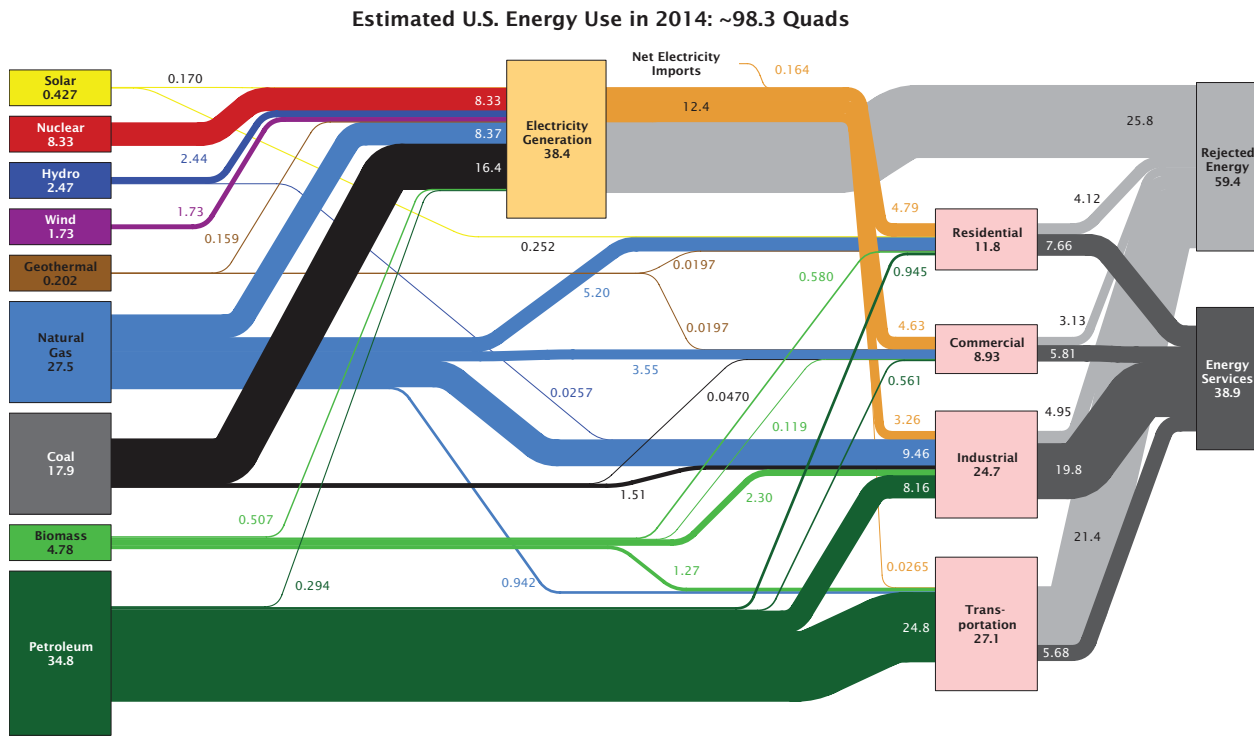 Estimated U.S. Energy Use in 2014: ~98.3 Quads
Net Electricity
Imports
0.164
Solar
0.427
0.170
Nuclear
8.33
8.33
12.4
25.8
Electricity
Generation
38.4
8.37
Rejected
Energy
59.4
Hydro
2.47
2.44
16.4
Wind
1.73
1.73
4.79
4.12
Residential
11.8
7.66
0.159
0.252
Geothermal
0.202
0.0197
0.580
0.945
5.20
Natural
Gas
27.5
0.0197
4.63
3.13
Commercial
8.93
5.81
Energy
Services
38.9
3.55
0.561
0.0257
0.0470
0.119
3.26
4.95
Coal
17.9
9.46
Industrial
24.7
19.8
1.51
2.30
8.16
Biomass
4.78
0.507
21.4
1.27
0.942
0.0265
0.294
Petroleum
34.8
24.8
Trans-
portation
27.1
5.68